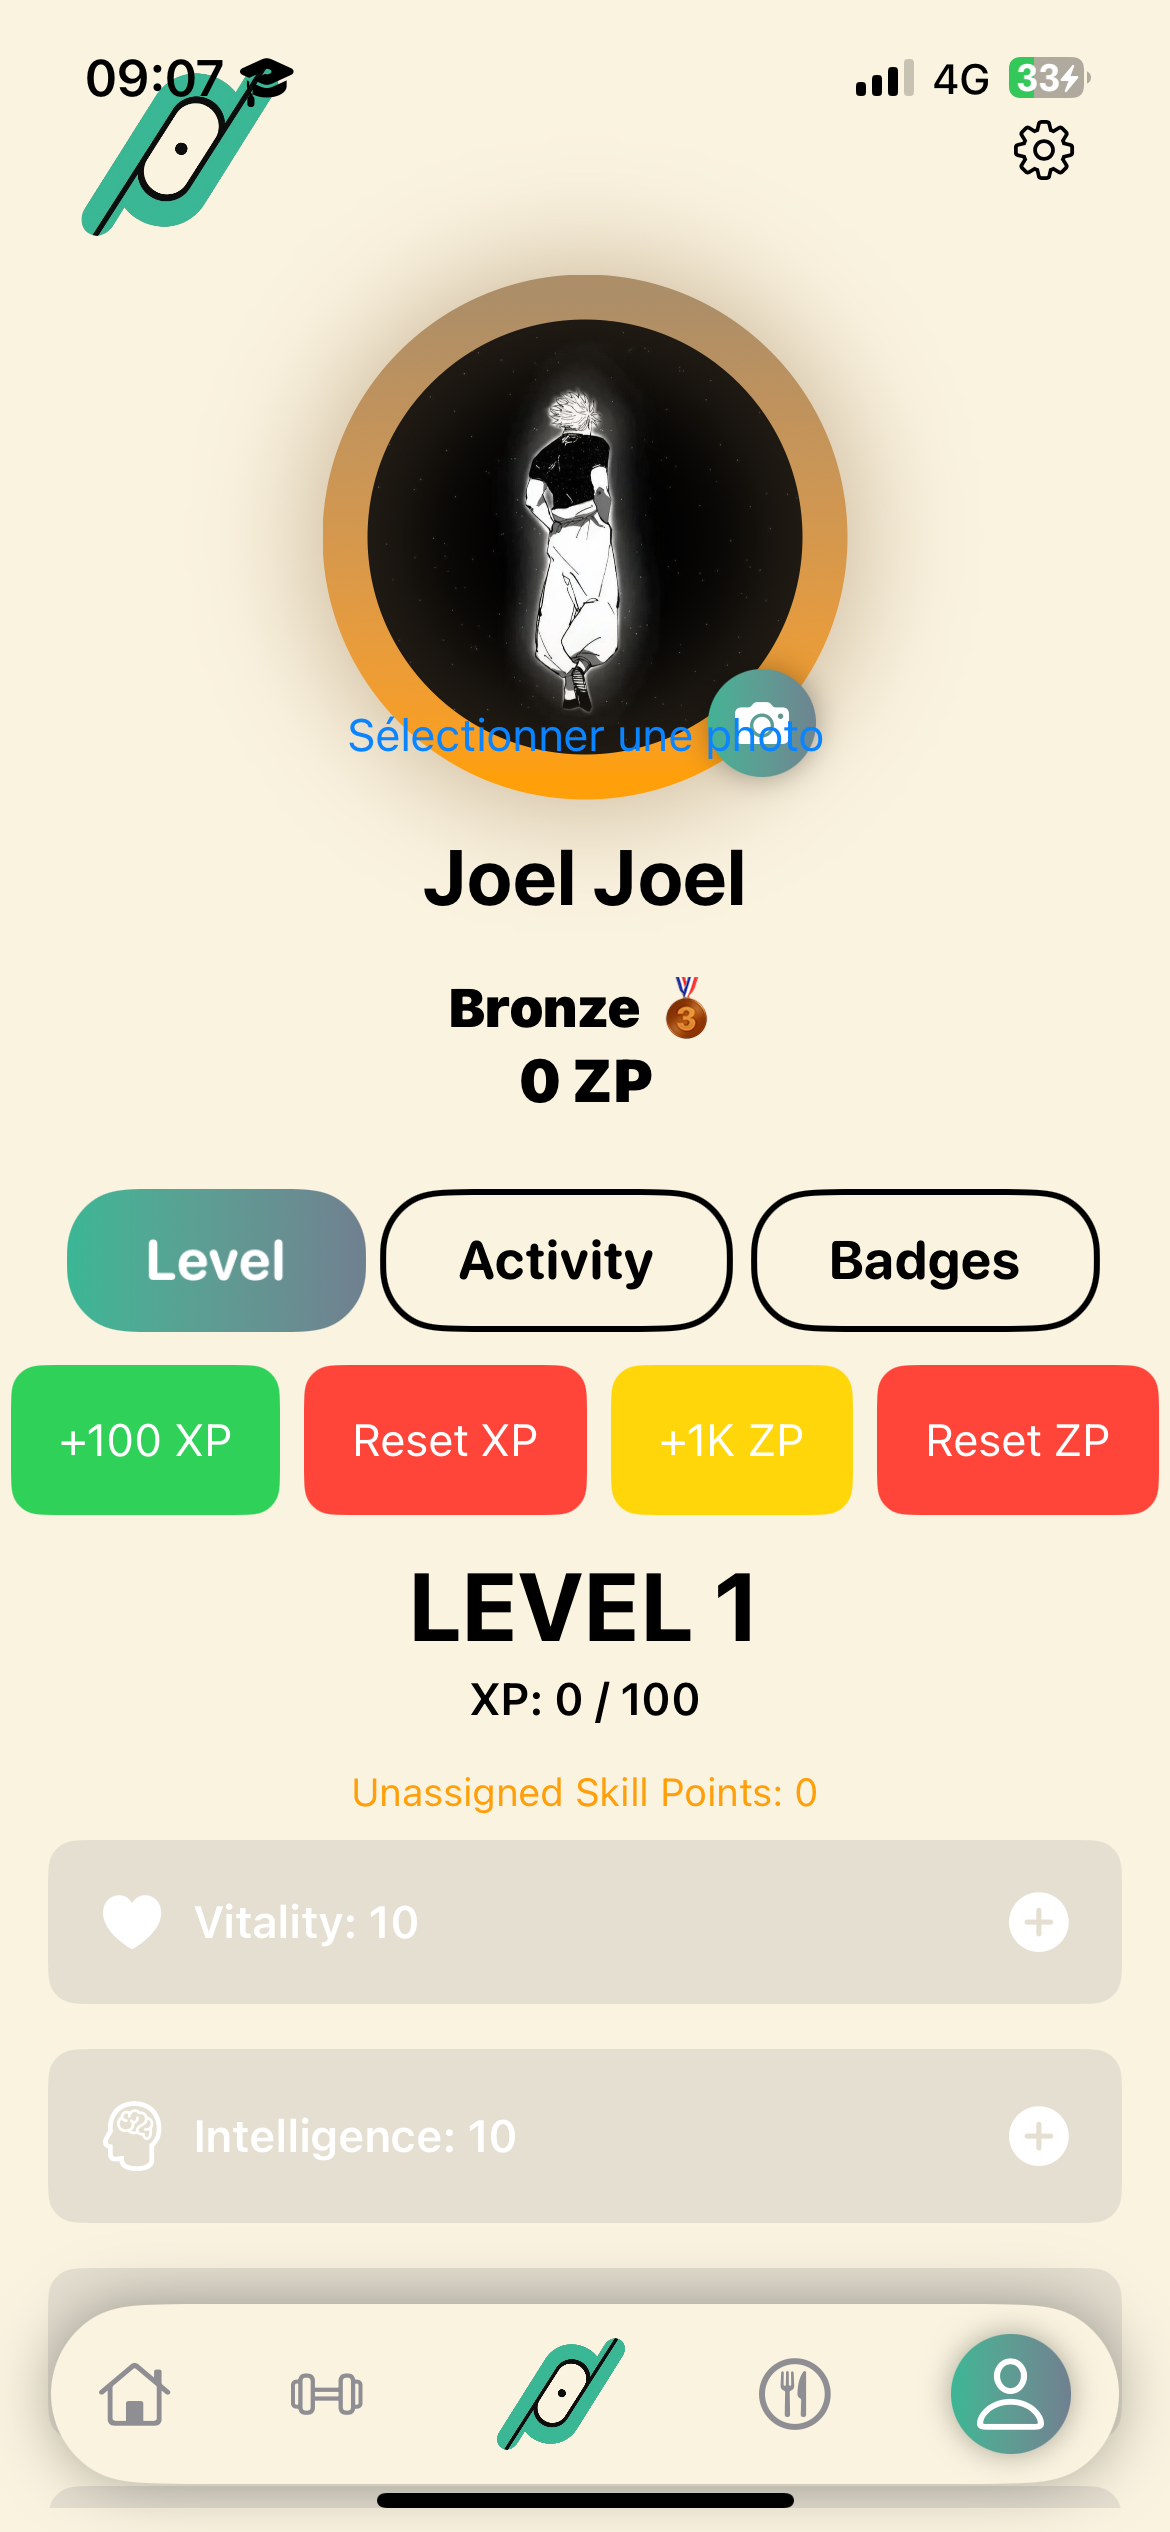 09:07
4G
33
Sélectionner une photo
Joel Joel
Bronze 3
0 ZP
Level Activity Badges
+100 XP Reset XP +1K ZP Reset ZP
LEVEL 1
XP: 0 / 100
Unassigned Skill Points: 0
Vitality: 10
Intelligence: 10